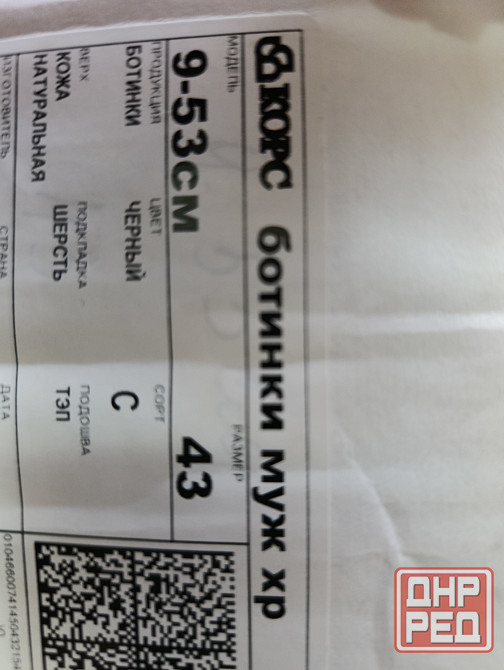 КОРС ботинки муж хр
МОДЕЛЬ
РАЗМЕР
9-53см 43
ПРОДУКЦИЯ ЦВЕТ СОРТ
БОТИНКИ ЧЕРНЫЙ С
ВЕРХ ПОДКЛАДКА ПОДОШВА
КОЖА ШЕРСТЬ ТЭП
НАТУРАЛЬНАЯ
ИЗГОТОВИТЕЛЬ СТРАНА ДАТА
ДНР
РЕД